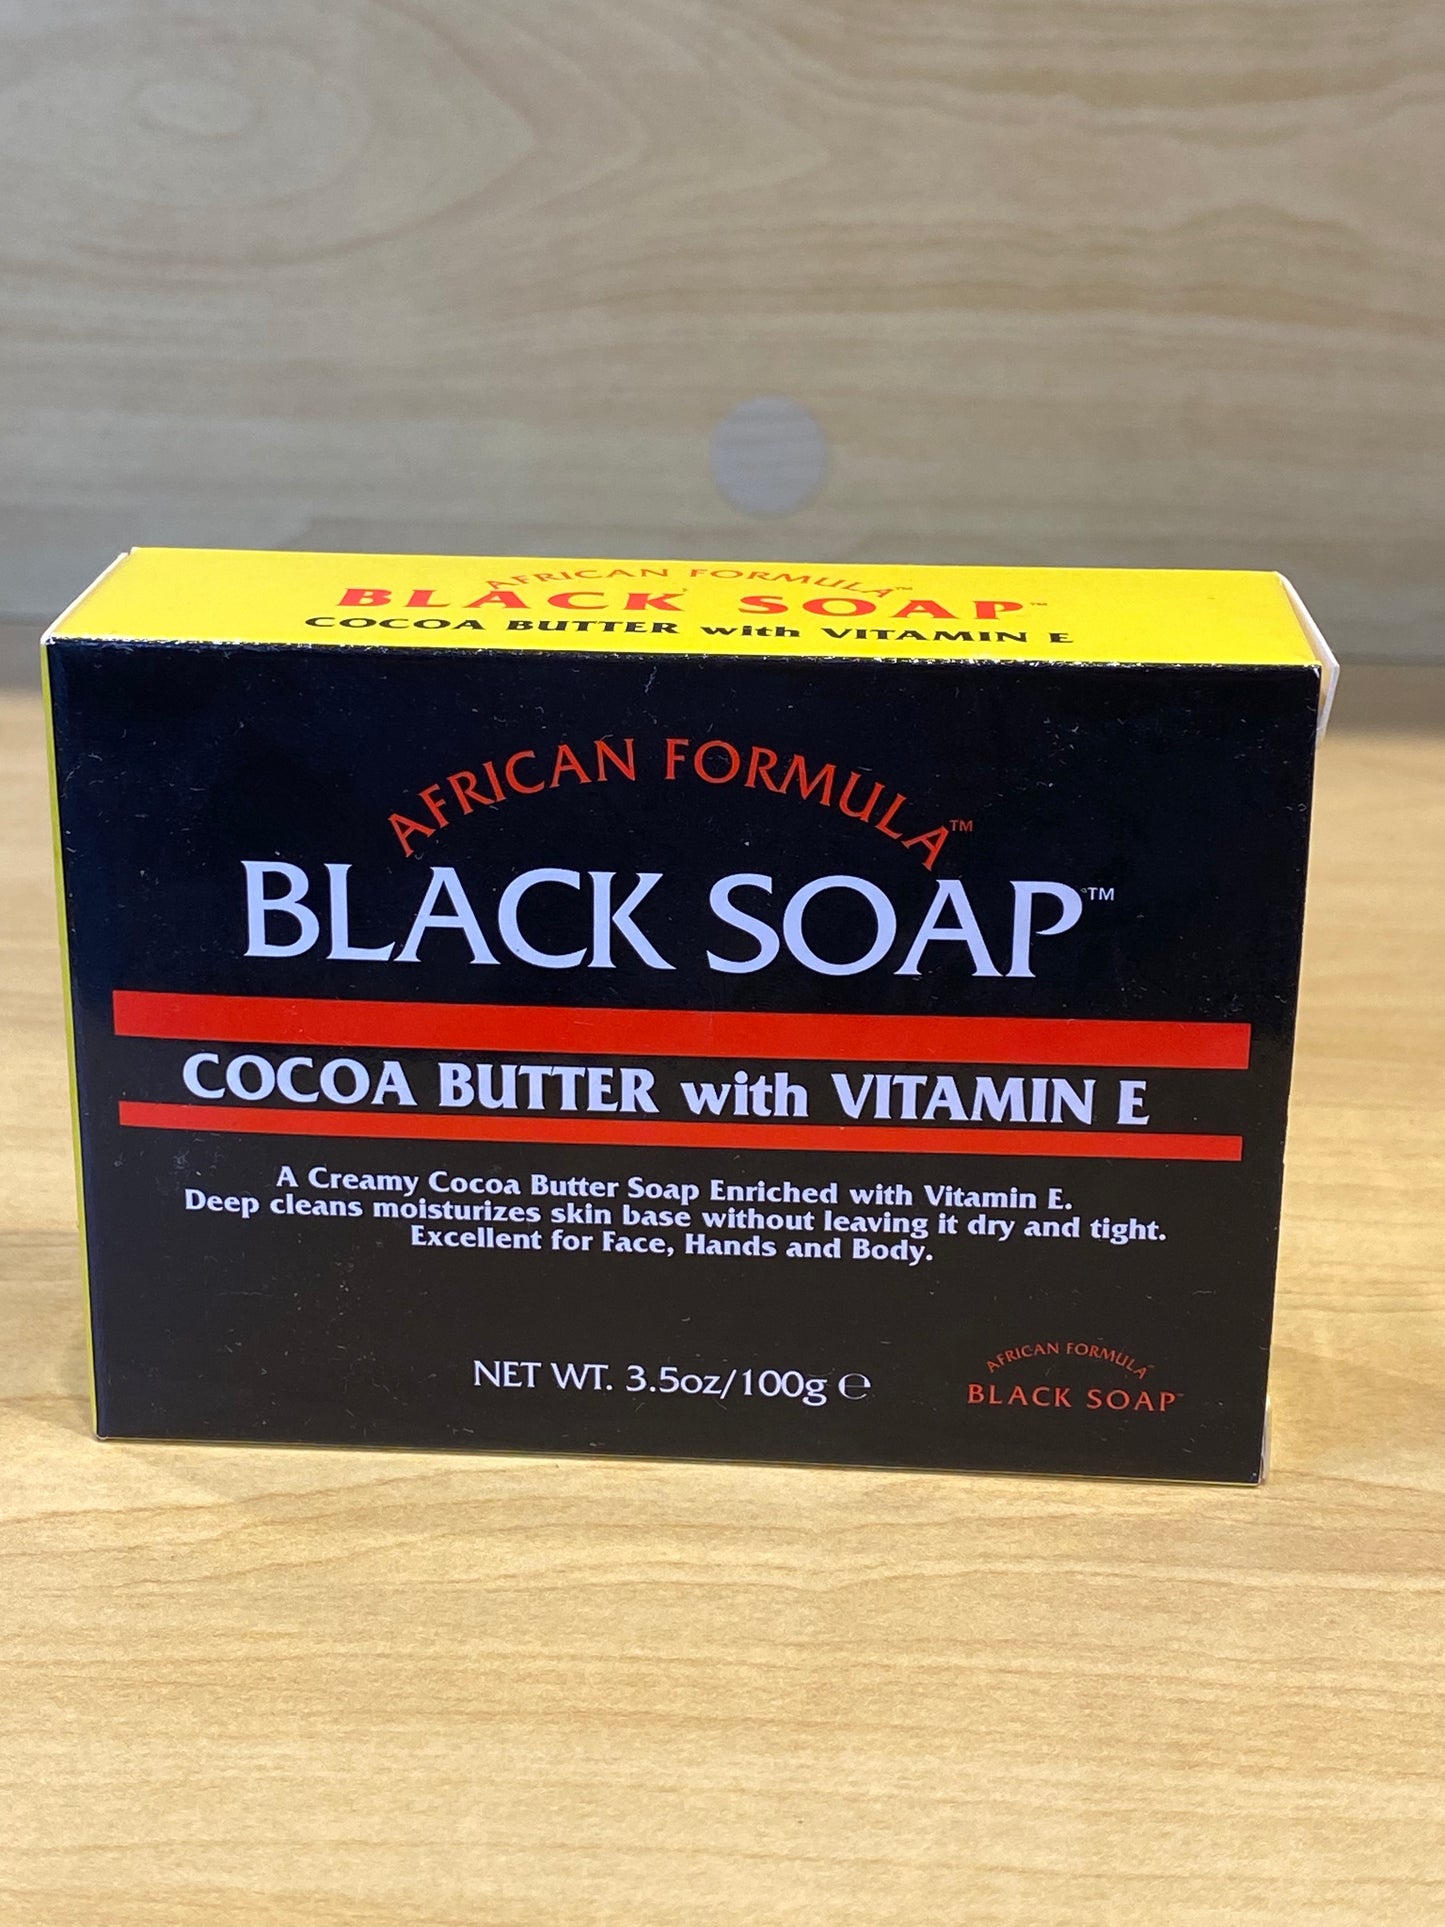 AFRICAN FORMULA™
BLACK SOAP™
COCOA BUTTER with VITAMIN E
AFRICAN FORMULA™
BLACK SOAP™
COCOA BUTTER with VITAMIN E
A Creamy Cocoa Butter Soap Enriched with Vitamin E.
Deep cleans moisturizes skin base without leaving it dry and tight.
Excellent for Face, Hands and Body.
NET WT. 3.5oz/100g ℮
AFRICAN FORMULA™
BLACK SOAP™